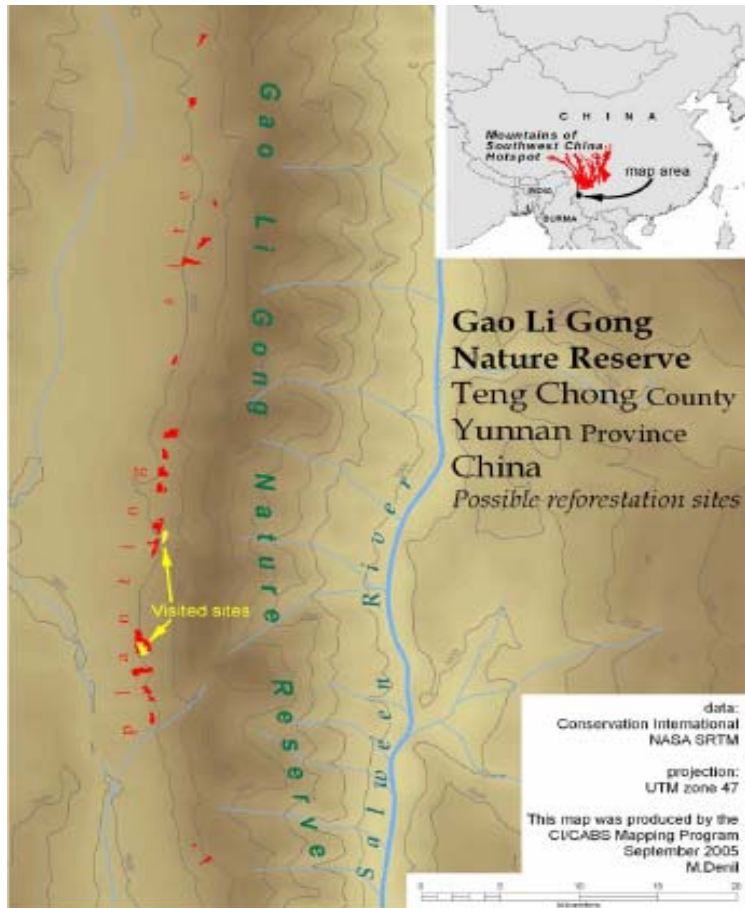 Gao Li Gong Nature Reserve
Salween River
planting sites
Visited sites
CHINA
Mountains of
Southwest China
Hotspot
map area
INDIA
BURMA
Gao Li Gong
Nature Reserve
Teng Chong County
Yunnan Province
China
Possible reforestation sites
data:
Conservation International
NASA SRTM
projection:
UTM zone 47
This map was produced by the
CI/CABS Mapping Program
September 2005
M.Denil
0 5 10 15 20
Kilometers